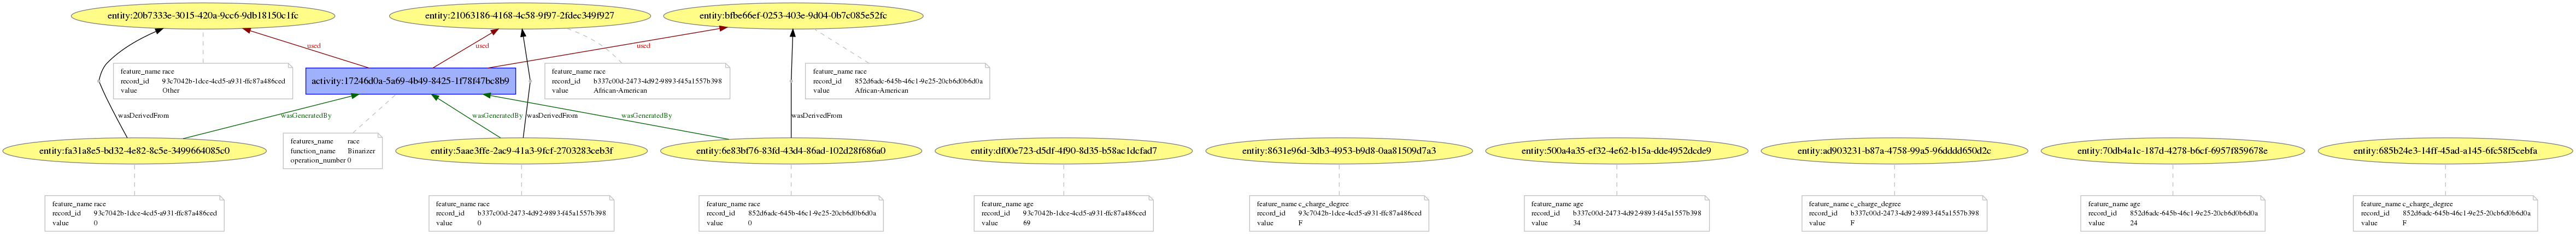 entity:20b7333e-3015-420a-9cc6-9db18150c1fc
entity:21063186-4168-4c58-9f97-2fdec349f927
entity:bfbe66ef-0253-403e-9d04-0b7c085e52fc
used
used
used
feature_name race
record_id 93c7042b-1dce-4cd5-a931-ffc87a486ced
value Other
activity:17246d0a-5a69-4b49-8425-1f78f47bc8b9
feature_name race
record_id b337c00d-2473-4d92-9893-f45a1557b398
value African-American
feature_name race
record_id 852d6adc-645b-46c1-9e25-20cb6d0b6d0a
value African-American
wasDerivedFrom
wasGeneratedBy
wasGeneratedBy
wasDerivedFrom
wasGeneratedBy
wasDerivedFrom
entity:fa31a8e5-bd32-4e82-8c5e-3499664085c0
features_name race
function_name Binarizer
operation_number 0
entity:5aae3ffe-2ac9-41a3-9fcf-2703283ceb3f
entity:6e83bf76-83fd-43d4-86ad-102d28f686a0
entity:df00e723-d5df-4f90-8d35-b58ac1dcfad7
entity:8631e96d-3db3-4953-b9d8-0aa81509d7a3
entity:500a4a35-ef32-4e62-b15a-dde4952dcde9
entity:ad903231-b87a-4758-99a5-96dddd650d2c
entity:70db4a1c-187d-4278-b6cf-6957f859678e
entity:685b24e3-14ff-45ad-a145-6fc58f5cebfa
feature_name race
record_id 93c7042b-1dce-4cd5-a931-ffc87a486ced
value 0
feature_name race
record_id b337c00d-2473-4d92-9893-f45a1557b398
value 0
feature_name race
record_id 852d6adc-645b-46c1-9e25-20cb6d0b6d0a
value 0
feature_name age
record_id 93c7042b-1dce-4cd5-a931-ffc87a486ced
value 69
feature_name c_charge_degree
record_id 93c7042b-1dce-4cd5-a931-ffc87a486ced
value F
feature_name age
record_id b337c00d-2473-4d92-9893-f45a1557b398
value 34
feature_name c_charge_degree
record_id b337c00d-2473-4d92-9893-f45a1557b398
value F
feature_name age
record_id 852d6adc-645b-46c1-9e25-20cb6d0b6d0a
value 24
feature_name c_charge_degree
record_id 852d6adc-645b-46c1-9e25-20cb6d0b6d0a
value F